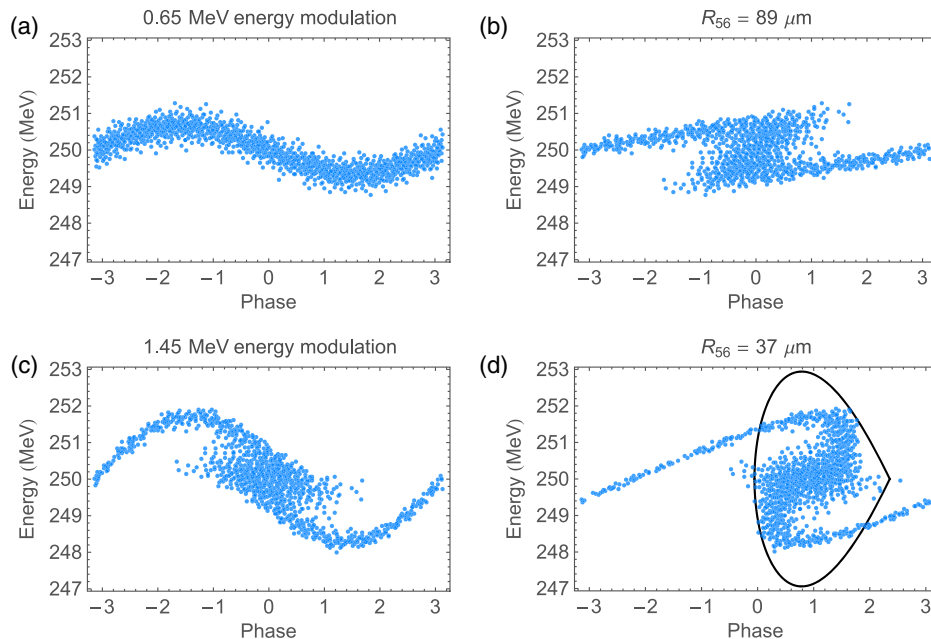 (a)
0.65 MeV energy modulation
253
252
251
250
249
248
247
Energy (MeV)
−3 −2 −1 0 1 2 3
Phase
(b)
R56 = 89 μm
253
252
251
250
249
248
247
Energy (MeV)
−3 −2 −1 0 1 2 3
Phase
(c)
1.45 MeV energy modulation
253
252
251
250
249
248
247
Energy (MeV)
−3 −2 −1 0 1 2 3
Phase
(d)
R56 = 37 μm
253
252
251
250
249
248
247
Energy (MeV)
−3 −2 −1 0 1 2 3
Phase